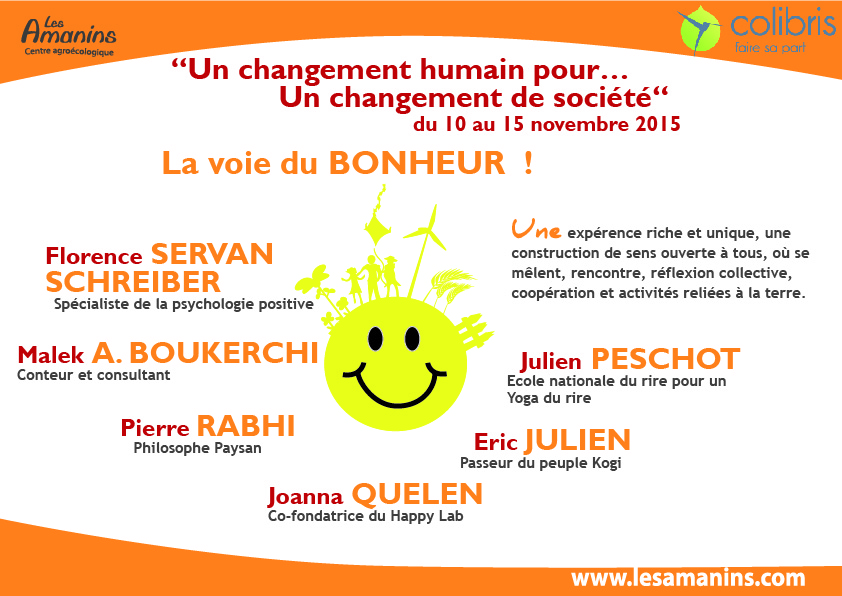 Les
Amanins
Centre agroécologique
colibris
faire sa part
“Un changement humain pour...
Un changement de société“
du 10 au 15 novembre 2015
La voie du BONHEUR !
Une expérence riche et unique, une
construction de sens ouverte à tous, où se
mêlent, rencontre, réflexion collective,
coopération et activités reliées à la terre.
Florence SERVAN
SCHREIBER
Spécialiste de la psychologie positive
Malek A. BOUKERCHI
Conteur et consultant
Julien PESCHOT
Ecole nationale du rire pour un
Yoga du rire
Pierre RABHI
Philosophe Paysan
Eric JULIEN
Passeur du peuple Kogi
Joanna QUELEN
Co-fondatrice du Happy Lab
www.lesamanins.com